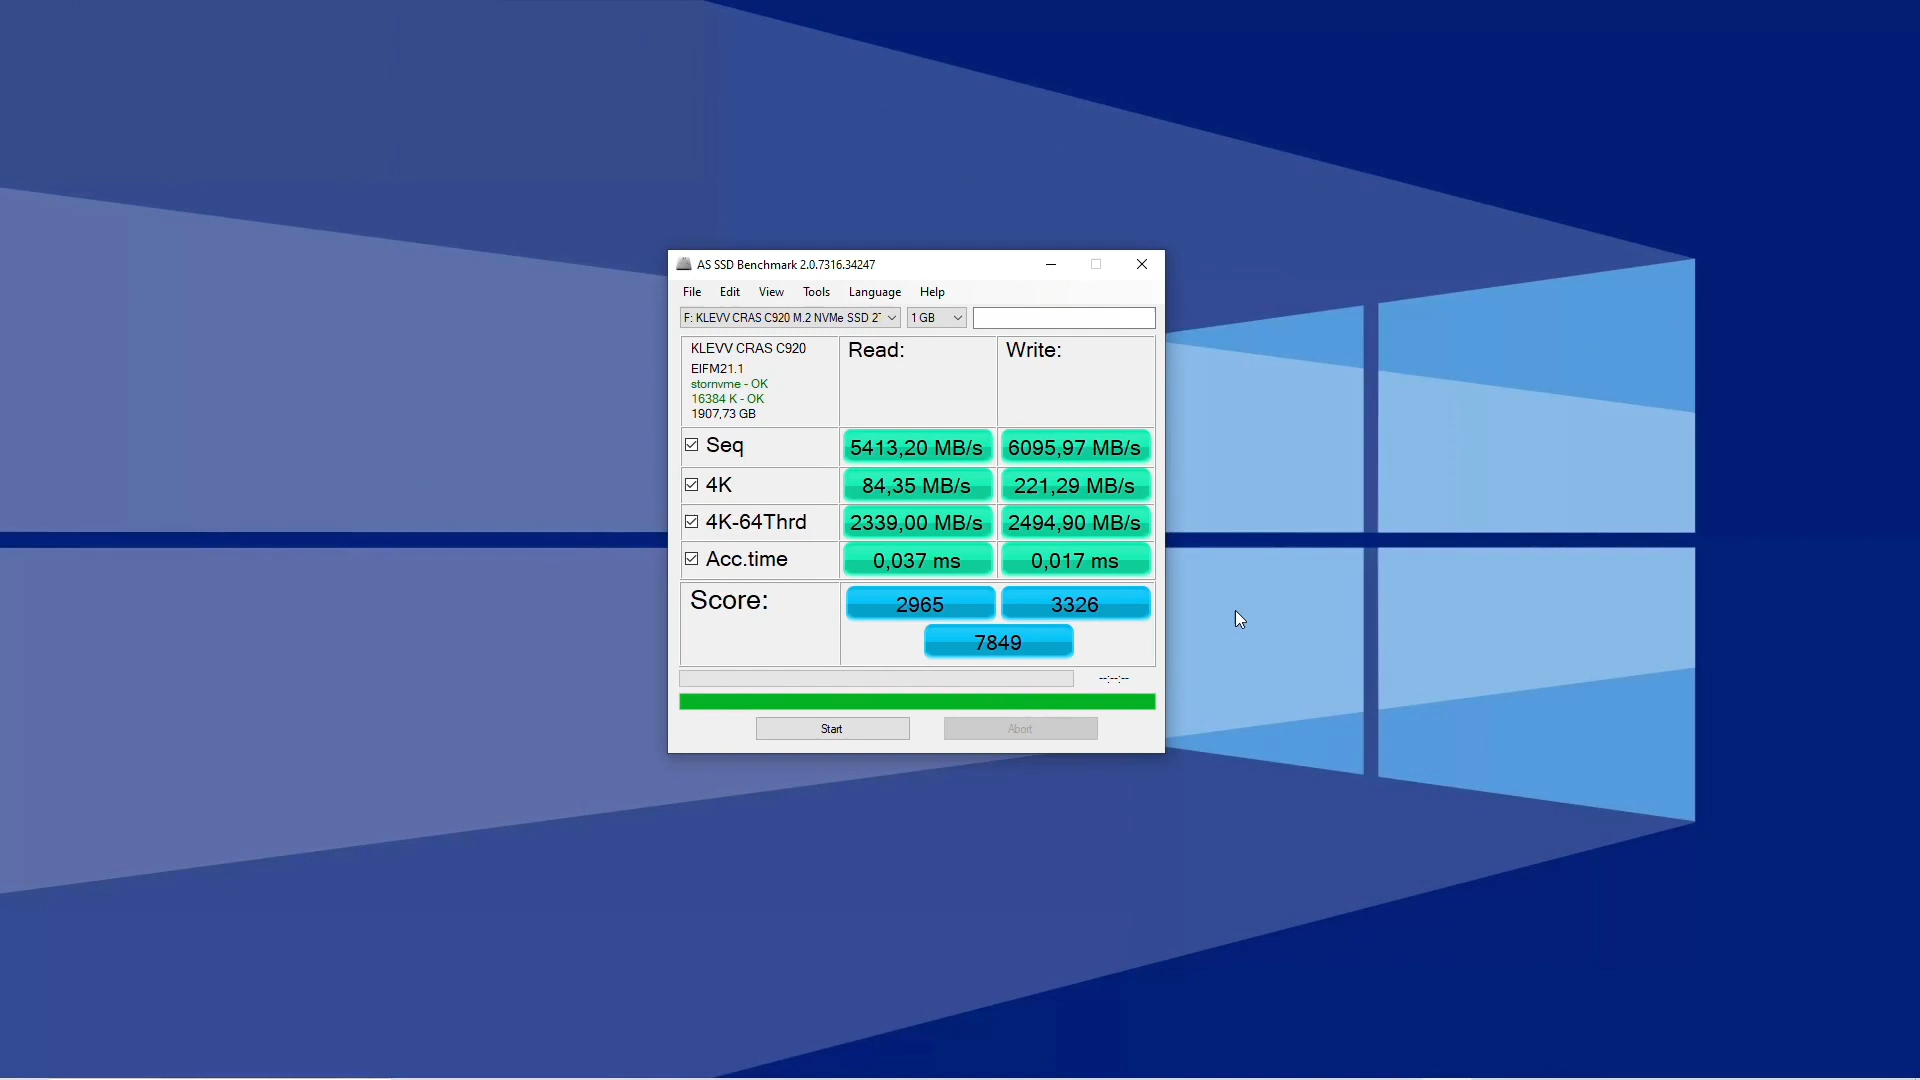 AS SSD Benchmark 2.0.7316.34247
File Edit View Tools Language Help
F: KLEVV CRAS C920 M.2 NVMe SSD 2T 1 GB
KLEVV CRAS C920
EIFM21.1
stornvme - OK
16384 K - OK
1907,73 GB
Read: Write:
Seq 5413,20 MB/s 6095,97 MB/s
4K 84,35 MB/s 221,29 MB/s
4K-64Thrd 2339,00 MB/s 2494,90 MB/s
Acc.time 0,037 ms 0,017 ms
Score: 2965 3326
7849
--:--:--
Start Abort